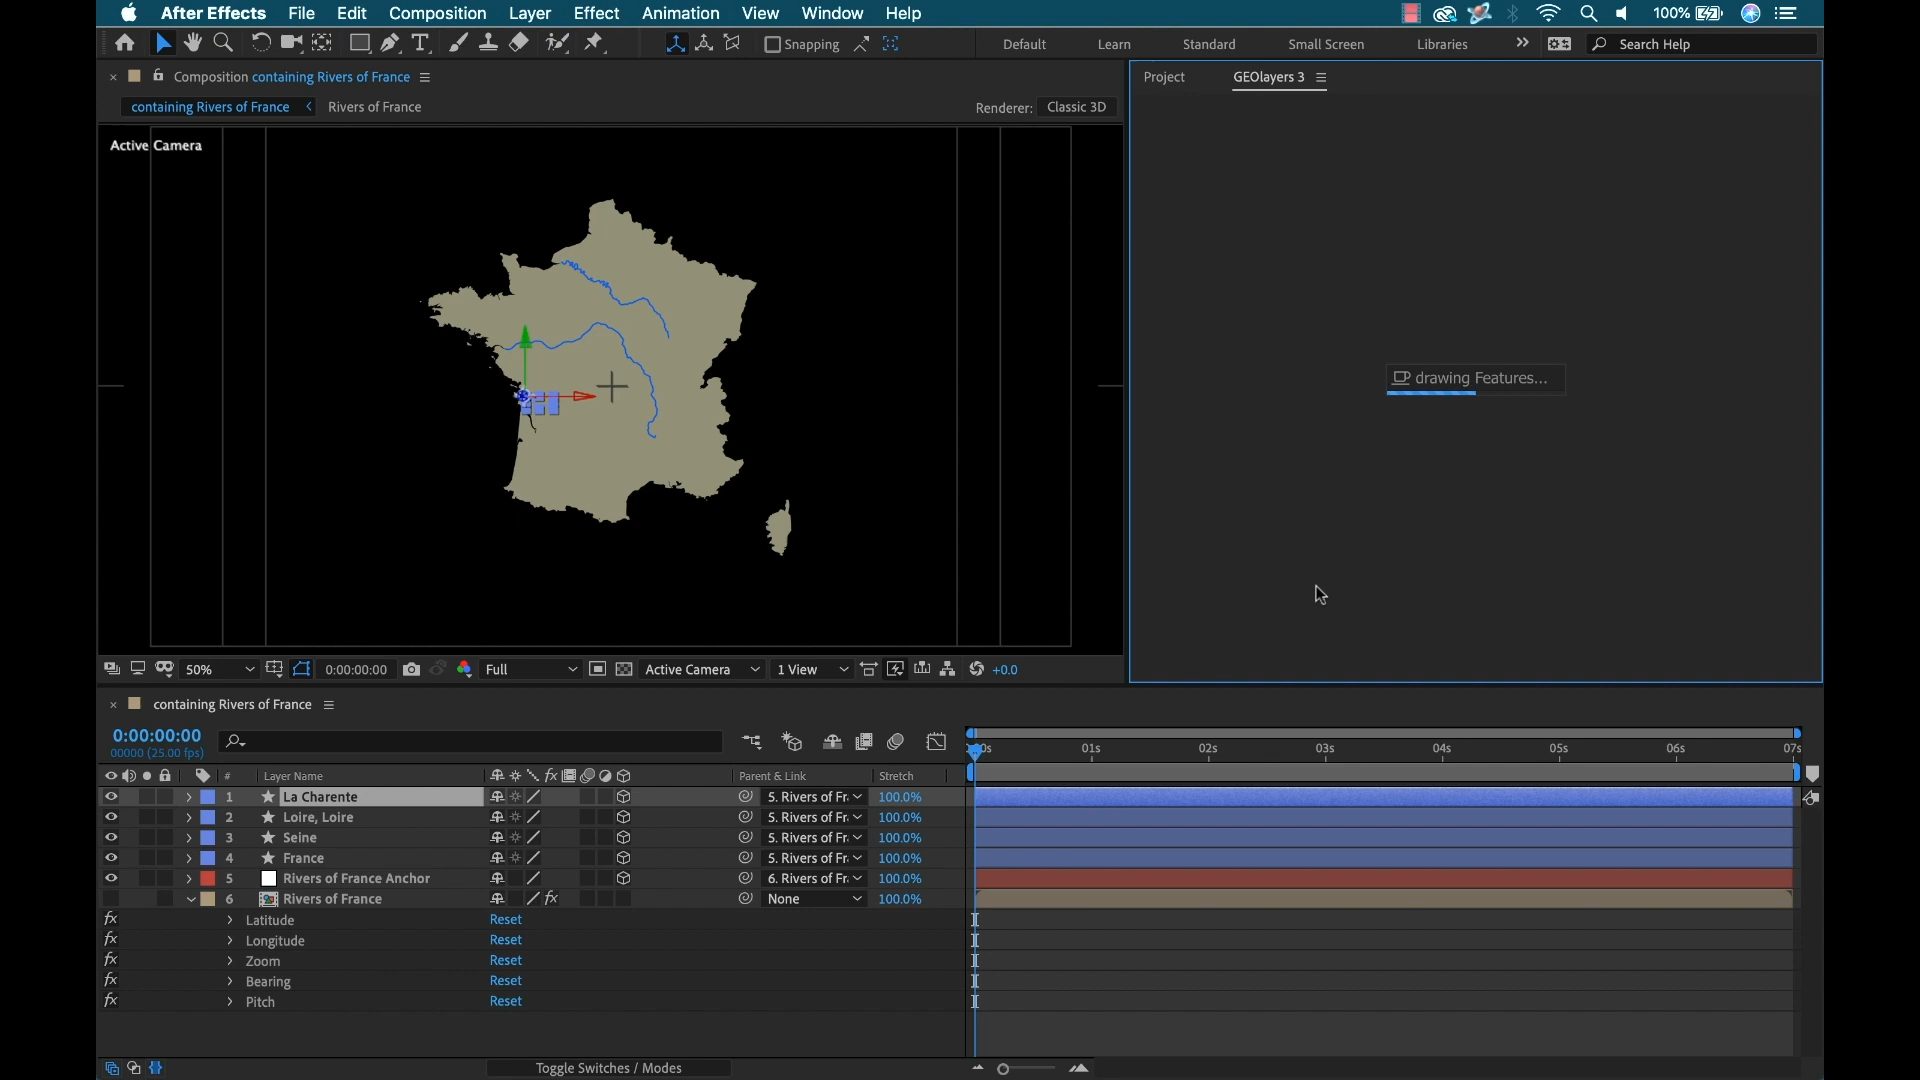 After Effects File Edit Composition Layer Effect Animation View Window Help 100%
Snapping Default Learn Standard Small Screen Libraries Search Help
Composition containing Rivers of France
Project GEOlayers 3
containing Rivers of France Rivers of France Renderer: Classic 3D
Active Camera
drawing Features...
50% 0:00:00:00 Full Active Camera 1 View +0.0
containing Rivers of France
0:00:00:00
00000 (25.00 fps)
01s 02s 03s 04s 05s 06s 07s
# Layer Name Parent & Link Stretch
1 La Charente 5. Rivers of Fr 100.0%
2 Loire, Loire 5. Rivers of Fr 100.0%
3 Seine 5. Rivers of Fr 100.0%
4 France 5. Rivers of Fr 100.0%
5 Rivers of France Anchor 6. Rivers of Fr 100.0%
6 Rivers of France fx None 100.0%
fx Latitude Reset
fx Longitude Reset
fx Zoom Reset
fx Bearing Reset
fx Pitch Reset
Toggle Switches / Modes